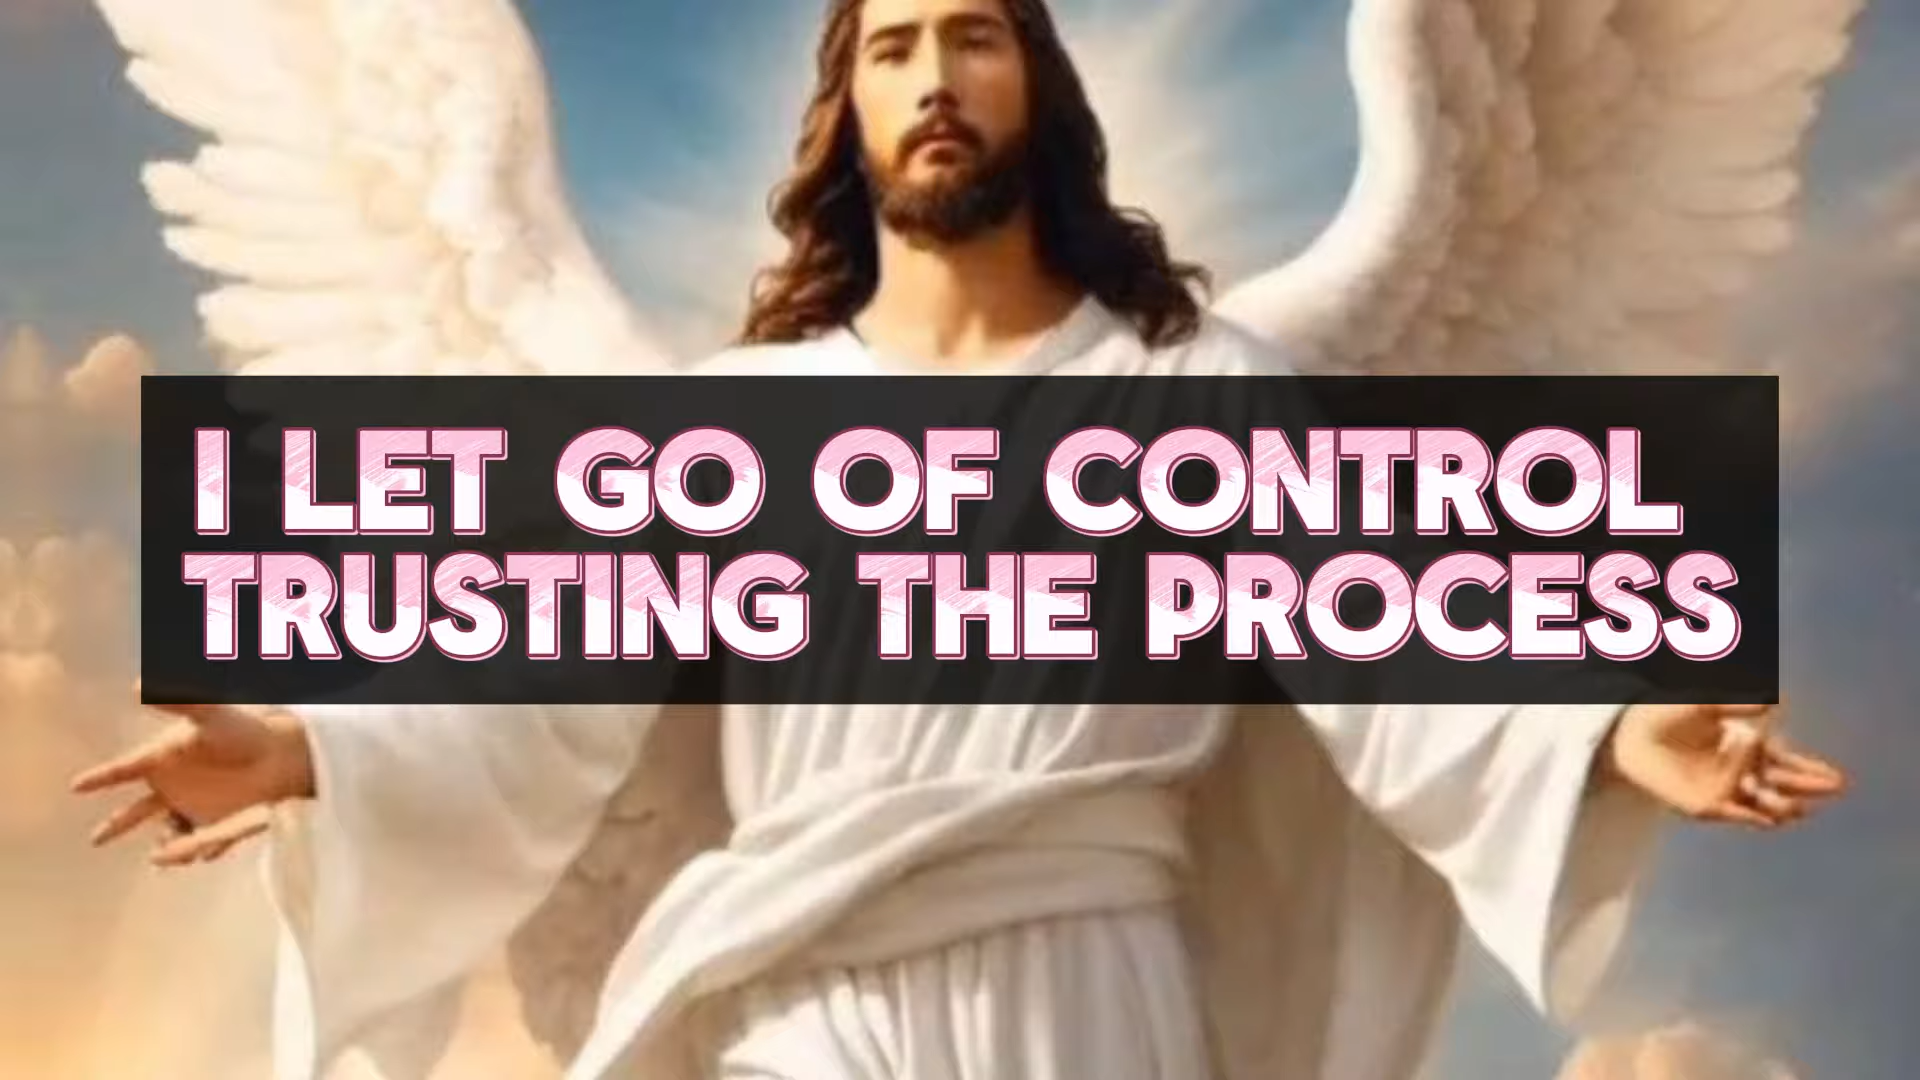 I LET GO OF CONTROL
TRUSTING THE PROCESS